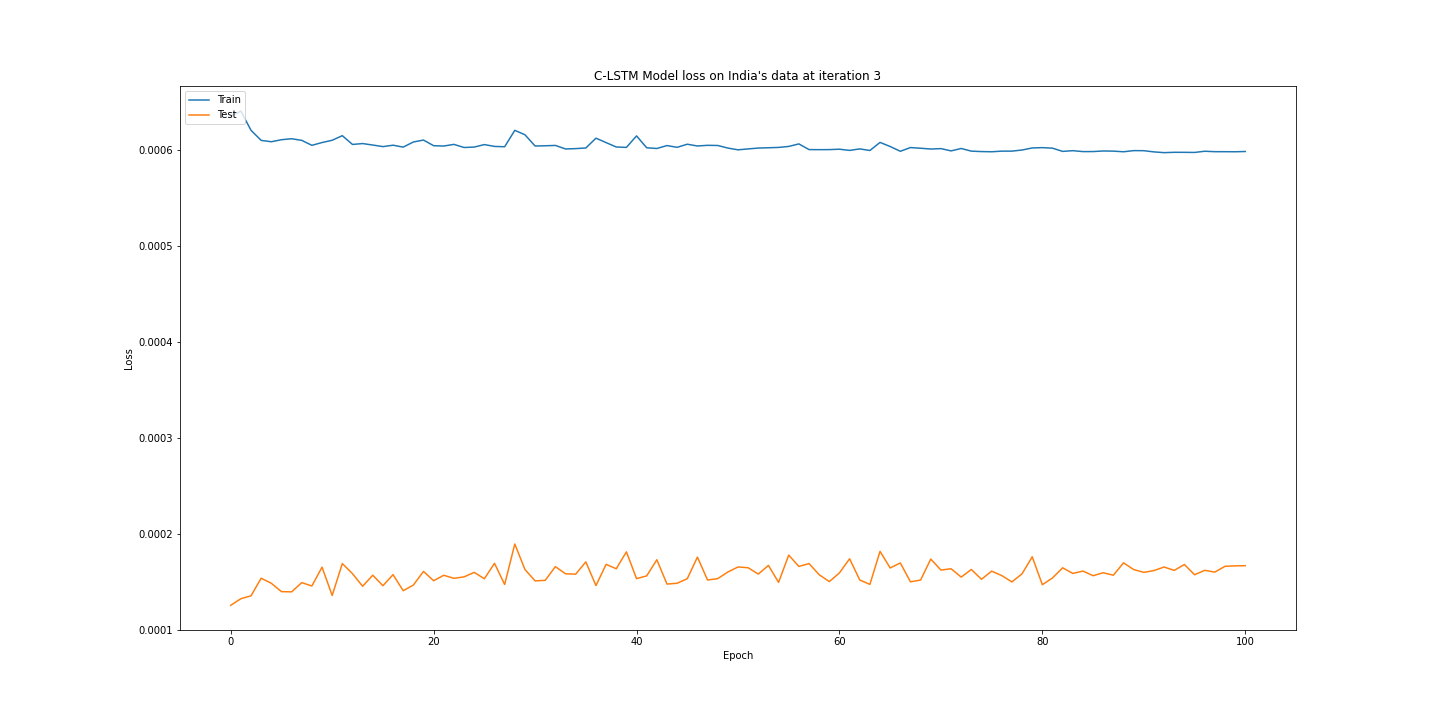 C-LSTM Model loss on India's data at iteration 3
Train
Test
0.0006
0.0005
0.0004
0.0003
0.0002
0.0001
Loss
0 20 40 60 80 100
Epoch